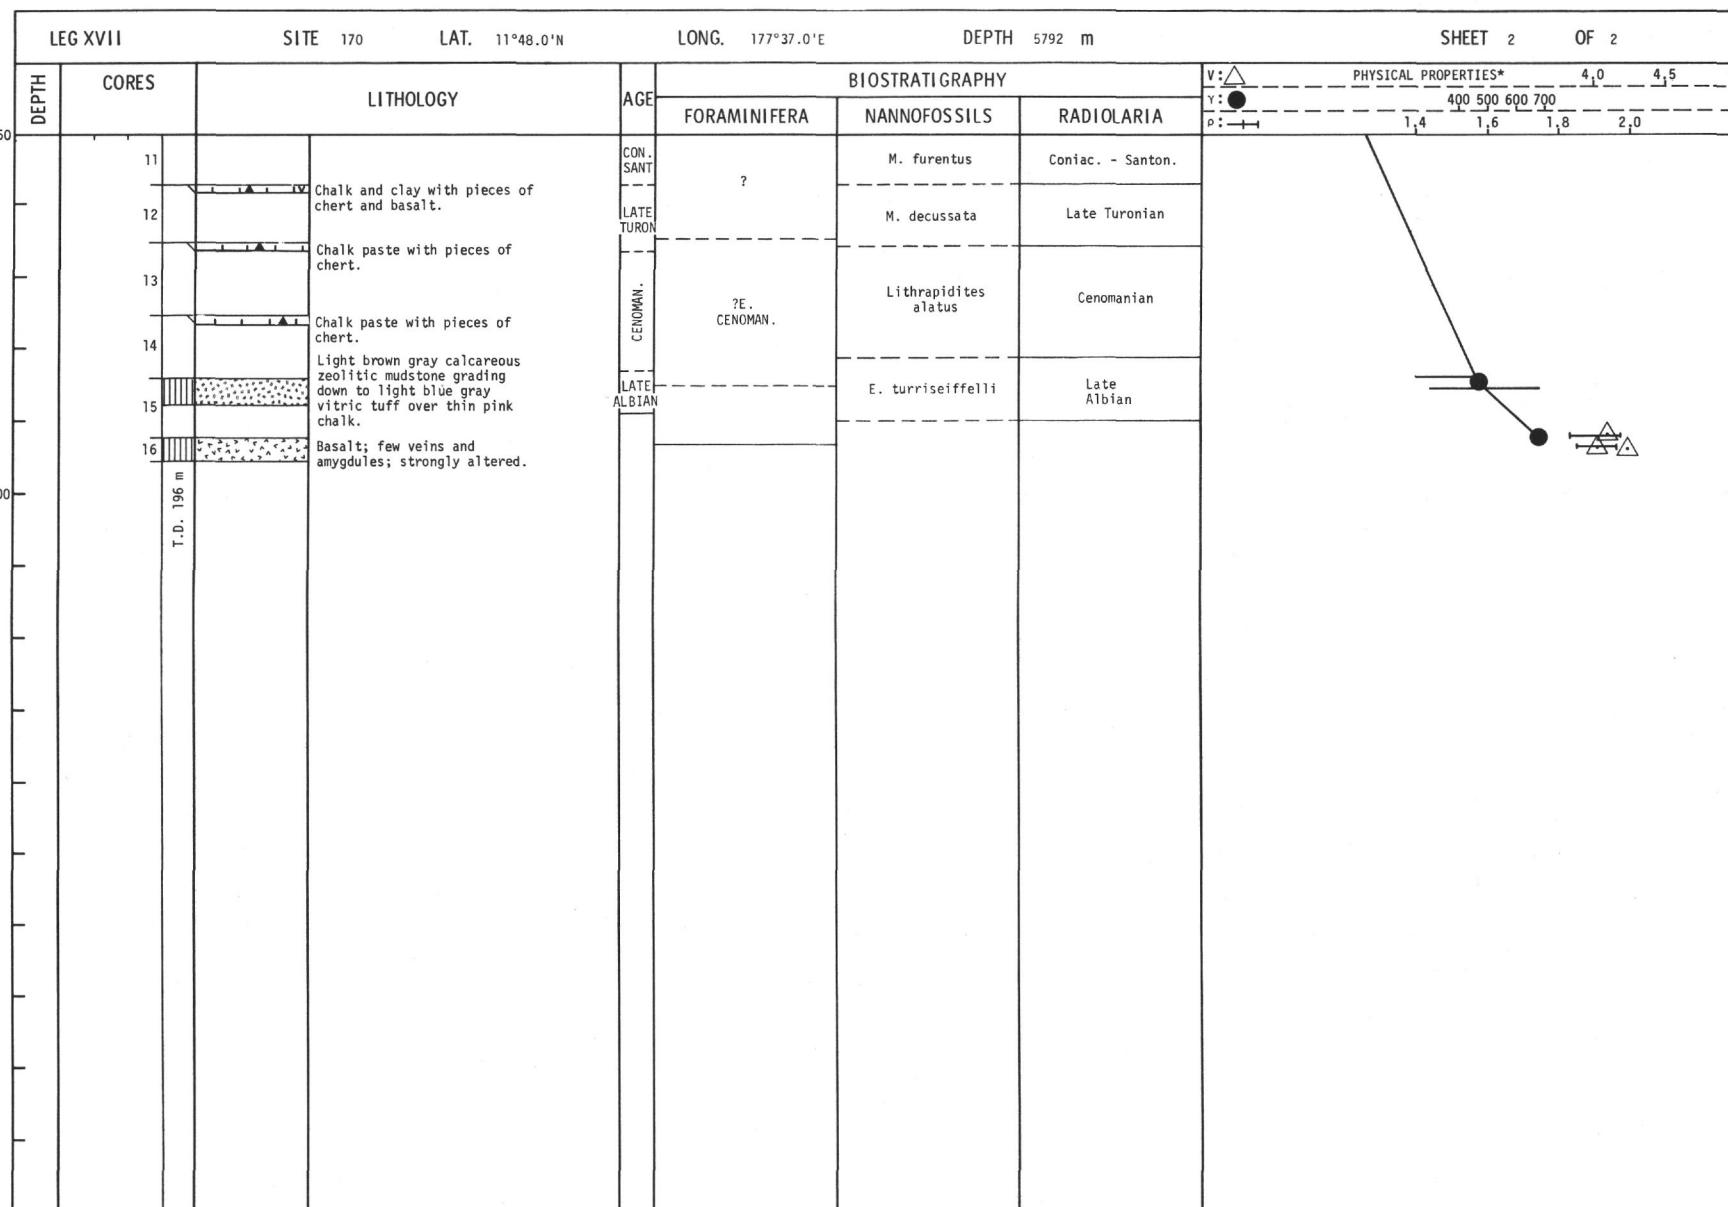 LEG XVII SITE 170 LAT. 11°48.0'N LONG. 177°37.0'E DEPTH 5792 m SHEET 2 OF 2
DEPTH
CORES
LITHOLOGY
AGE
BIOSTRATIGRAPHY
FORAMINIFERA
NANNOFOSSILS
RADIOLARIA
V: PHYSICAL PROPERTIES* 4.0 4.5
γ: 400 500 600 700
ρ: 1.4 1.6 1.8 2.0
11
12
13
14
15
16
T.D. 196 m
Chalk and clay with pieces of
chert and basalt.
Chalk paste with pieces of
chert.
Chalk paste with pieces of
chert.
Light brown gray calcareous
zeolitic mudstone grading
down to light blue gray
vitric tuff over thin pink
chalk.
Basalt; few veins and
amygdules; strongly altered.
CON.
SANT
LATE
TURON
CENOMAN.
LATE
ALBIAN
?
?E.
CENOMAN.
M. furentus
M. decussata
Lithrapidites
alatus
E. turriseiffelli
Coniac. - Santon.
Late Turonian
Cenomanian
Late
Albian